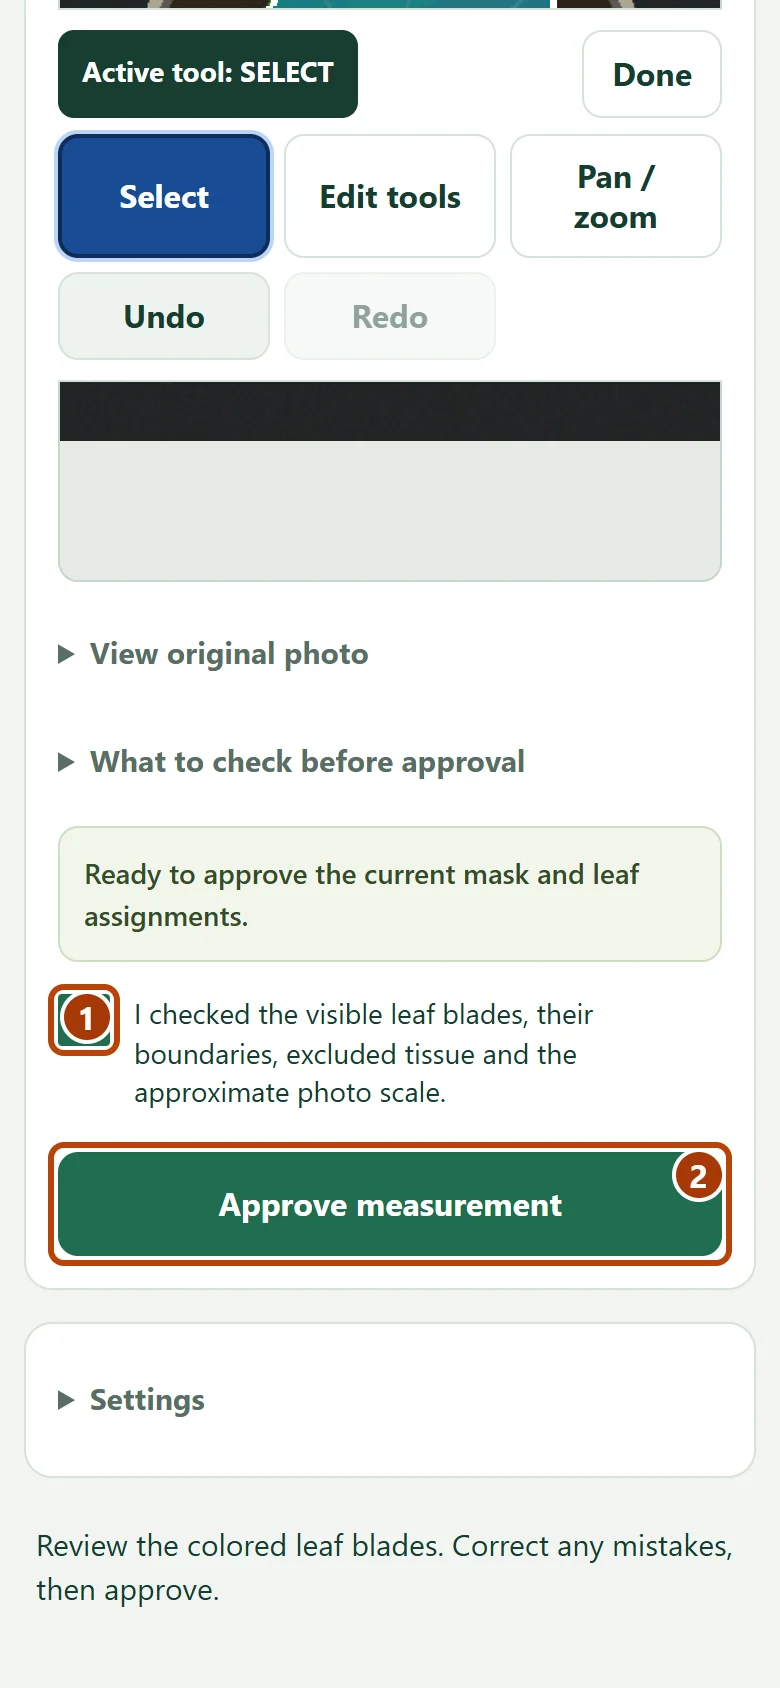 Active tool: SELECT
Done
Select
Edit tools
Pan /
zoom
Undo
Redo
View original photo
What to check before approval
Ready to approve the current mask and leaf
assignments.
1
I checked the visible leaf blades, their
boundaries, excluded tissue and the
approximate photo scale.
2
Approve measurement
Settings
Review the colored leaf blades. Correct any mistakes,
then approve.